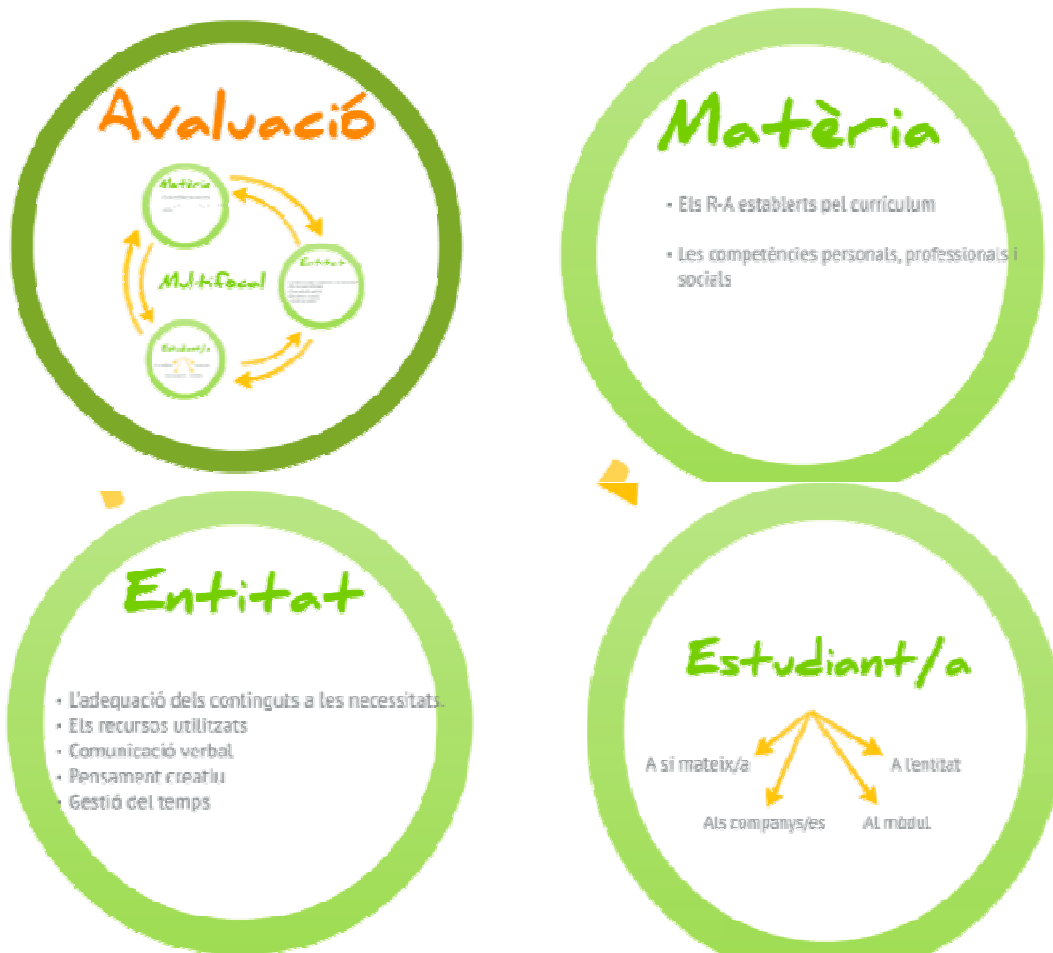 Avaluació
Matèria
Entitat
Multifocal
Estudiant/a
Matèria
• Els R-A establerts pel currículum
• Les competències personals, professionals i
socials
Entitat
• L'adequació dels continguts a les necessitats.
• Els recursos utilitzats
• Comunicació verbal
• Pensament creatiu
• Gestió del temps
Estudiant/a
A si mateix/a
A l'entitat
Als companys/es
Al mòdul